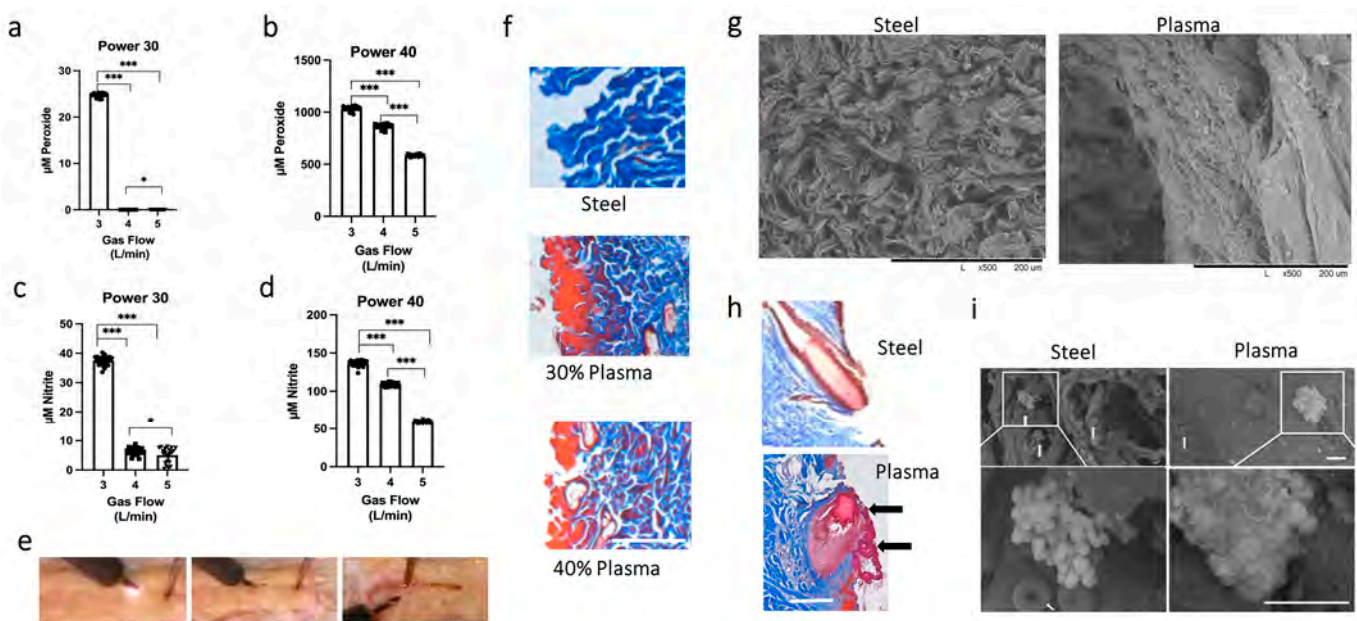 a
Power 30
μM Peroxide
30
20
10
0
***
***
*
3 4 5
Gas Flow
(L/min)
b
Power 40
μM Peroxide
1500
1000
500
0
***
***
***
3 4 5
Gas Flow
(L/min)
c
Power 30
μM Nitrite
50
40
30
20
10
0
***
***
*
3 4 5
Gas Flow
(L/min)
d
Power 40
μM Nitrite
200
150
100
50
0
***
***
***
3 4 5
Gas Flow
(L/min)
e
f
Steel
30% Plasma
40% Plasma
g
Steel
Plasma
L x500 200 um
L x500 200 um
h
Steel
Plasma
i
Steel
Plasma